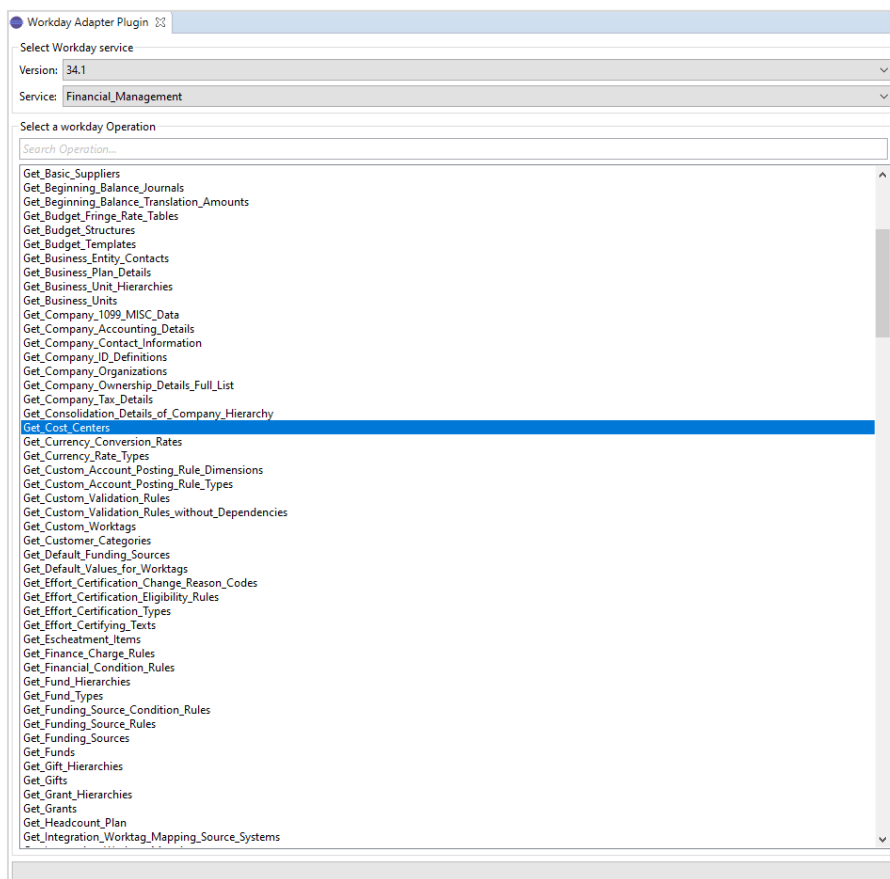 Workday Adapter Plugin
Select Workday service
Version: 34.1
Service: Financial_Management
Select a workday Operation
Search Operation...
Get_Basic_Suppliers
Get_Beginning_Balance_Journals
Get_Beginning_Balance_Translation_Amounts
Get_Budget_Fringe_Rate_Tables
Get_Budget_Structures
Get_Budget_Templates
Get_Business_Entity_Contacts
Get_Business_Plan_Details
Get_Business_Unit_Hierarchies
Get_Business_Units
Get_Company_1099_MISC_Data
Get_Company_Accounting_Details
Get_Company_Contact_Information
Get_Company_ID_Definitions
Get_Company_Organizations
Get_Company_Ownership_Details_Full_List
Get_Company_Tax_Details
Get_Consolidation_Details_of_Company_Hierarchy
Get_Cost_Centers
Get_Currency_Conversion_Rates
Get_Currency_Rate_Types
Get_Custom_Account_Posting_Rule_Dimensions
Get_Custom_Account_Posting_Rule_Types
Get_Custom_Validation_Rules
Get_Custom_Validation_Rules_without_Dependencies
Get_Custom_Worktags
Get_Customer_Categories
Get_Default_Funding_Sources
Get_Default_Values_for_Worktags
Get_Effort_Certification_Change_Reason_Codes
Get_Effort_Certification_Eligibility_Rules
Get_Effort_Certification_Types
Get_Effort_Certifying_Texts
Get_Escheatment_Items
Get_Finance_Charge_Rules
Get_Financial_Condition_Rules
Get_Fund_Hierarchies
Get_Fund_Types
Get_Funding_Source_Condition_Rules
Get_Funding_Source_Rules
Get_Funding_Sources
Get_Funds
Get_Gift_Hierarchies
Get_Gifts
Get_Grant_Hierarchies
Get_Grants
Get_Headcount_Plan
Get_Integration_Worktag_Mapping_Source_Systems